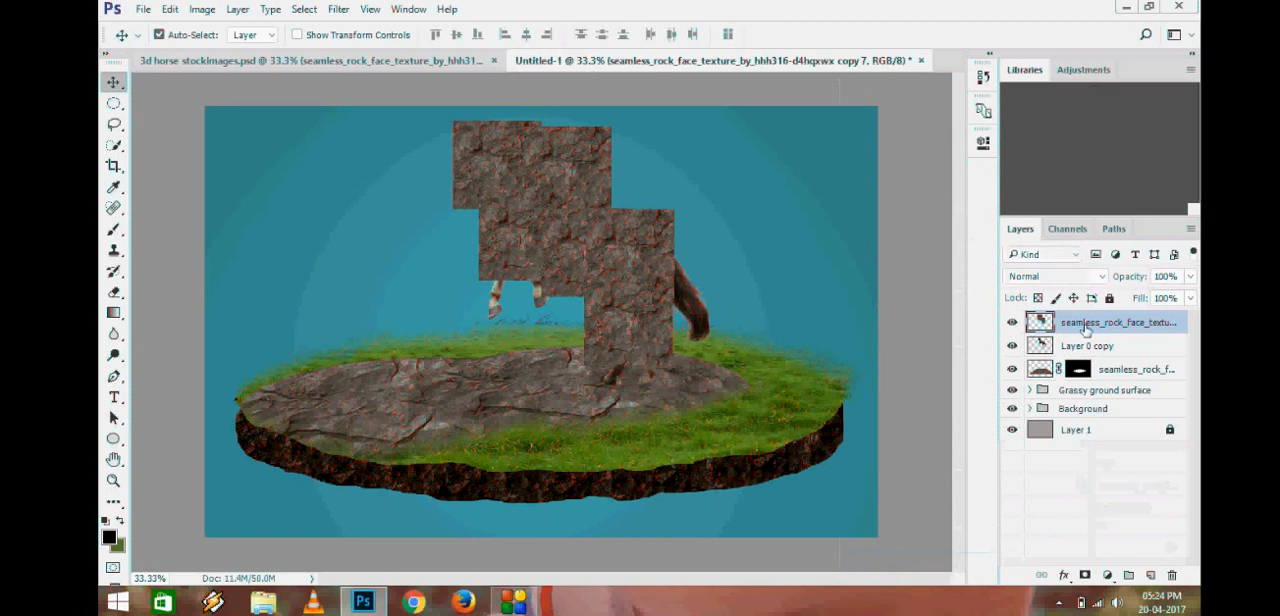 Ps File Edit Image Layer Type Select Filter View Window Help
Auto-Select: Layer Show Transform Controls
3d horse stockimages.psd @ 33.3% (seamless_rock_face_texture_by_hhh31... × Untitled-1 @ 33.3% (seamless_rock_face_texture_by_hhh316-d4hqxwx copy 7, RGB/8) * ×
Libraries Adjustments
Layers Channels Paths
Kind
Normal Opacity: 100%
Lock: Fill: 100%
seamless_rock_face_textu...
Layer 0 copy
seamless_rock_f...
Grassy ground surface
Background
Layer 1
fx
33.33% Doc: 11.4M/50.0M
Ps
05:24 PM
20-04-2017